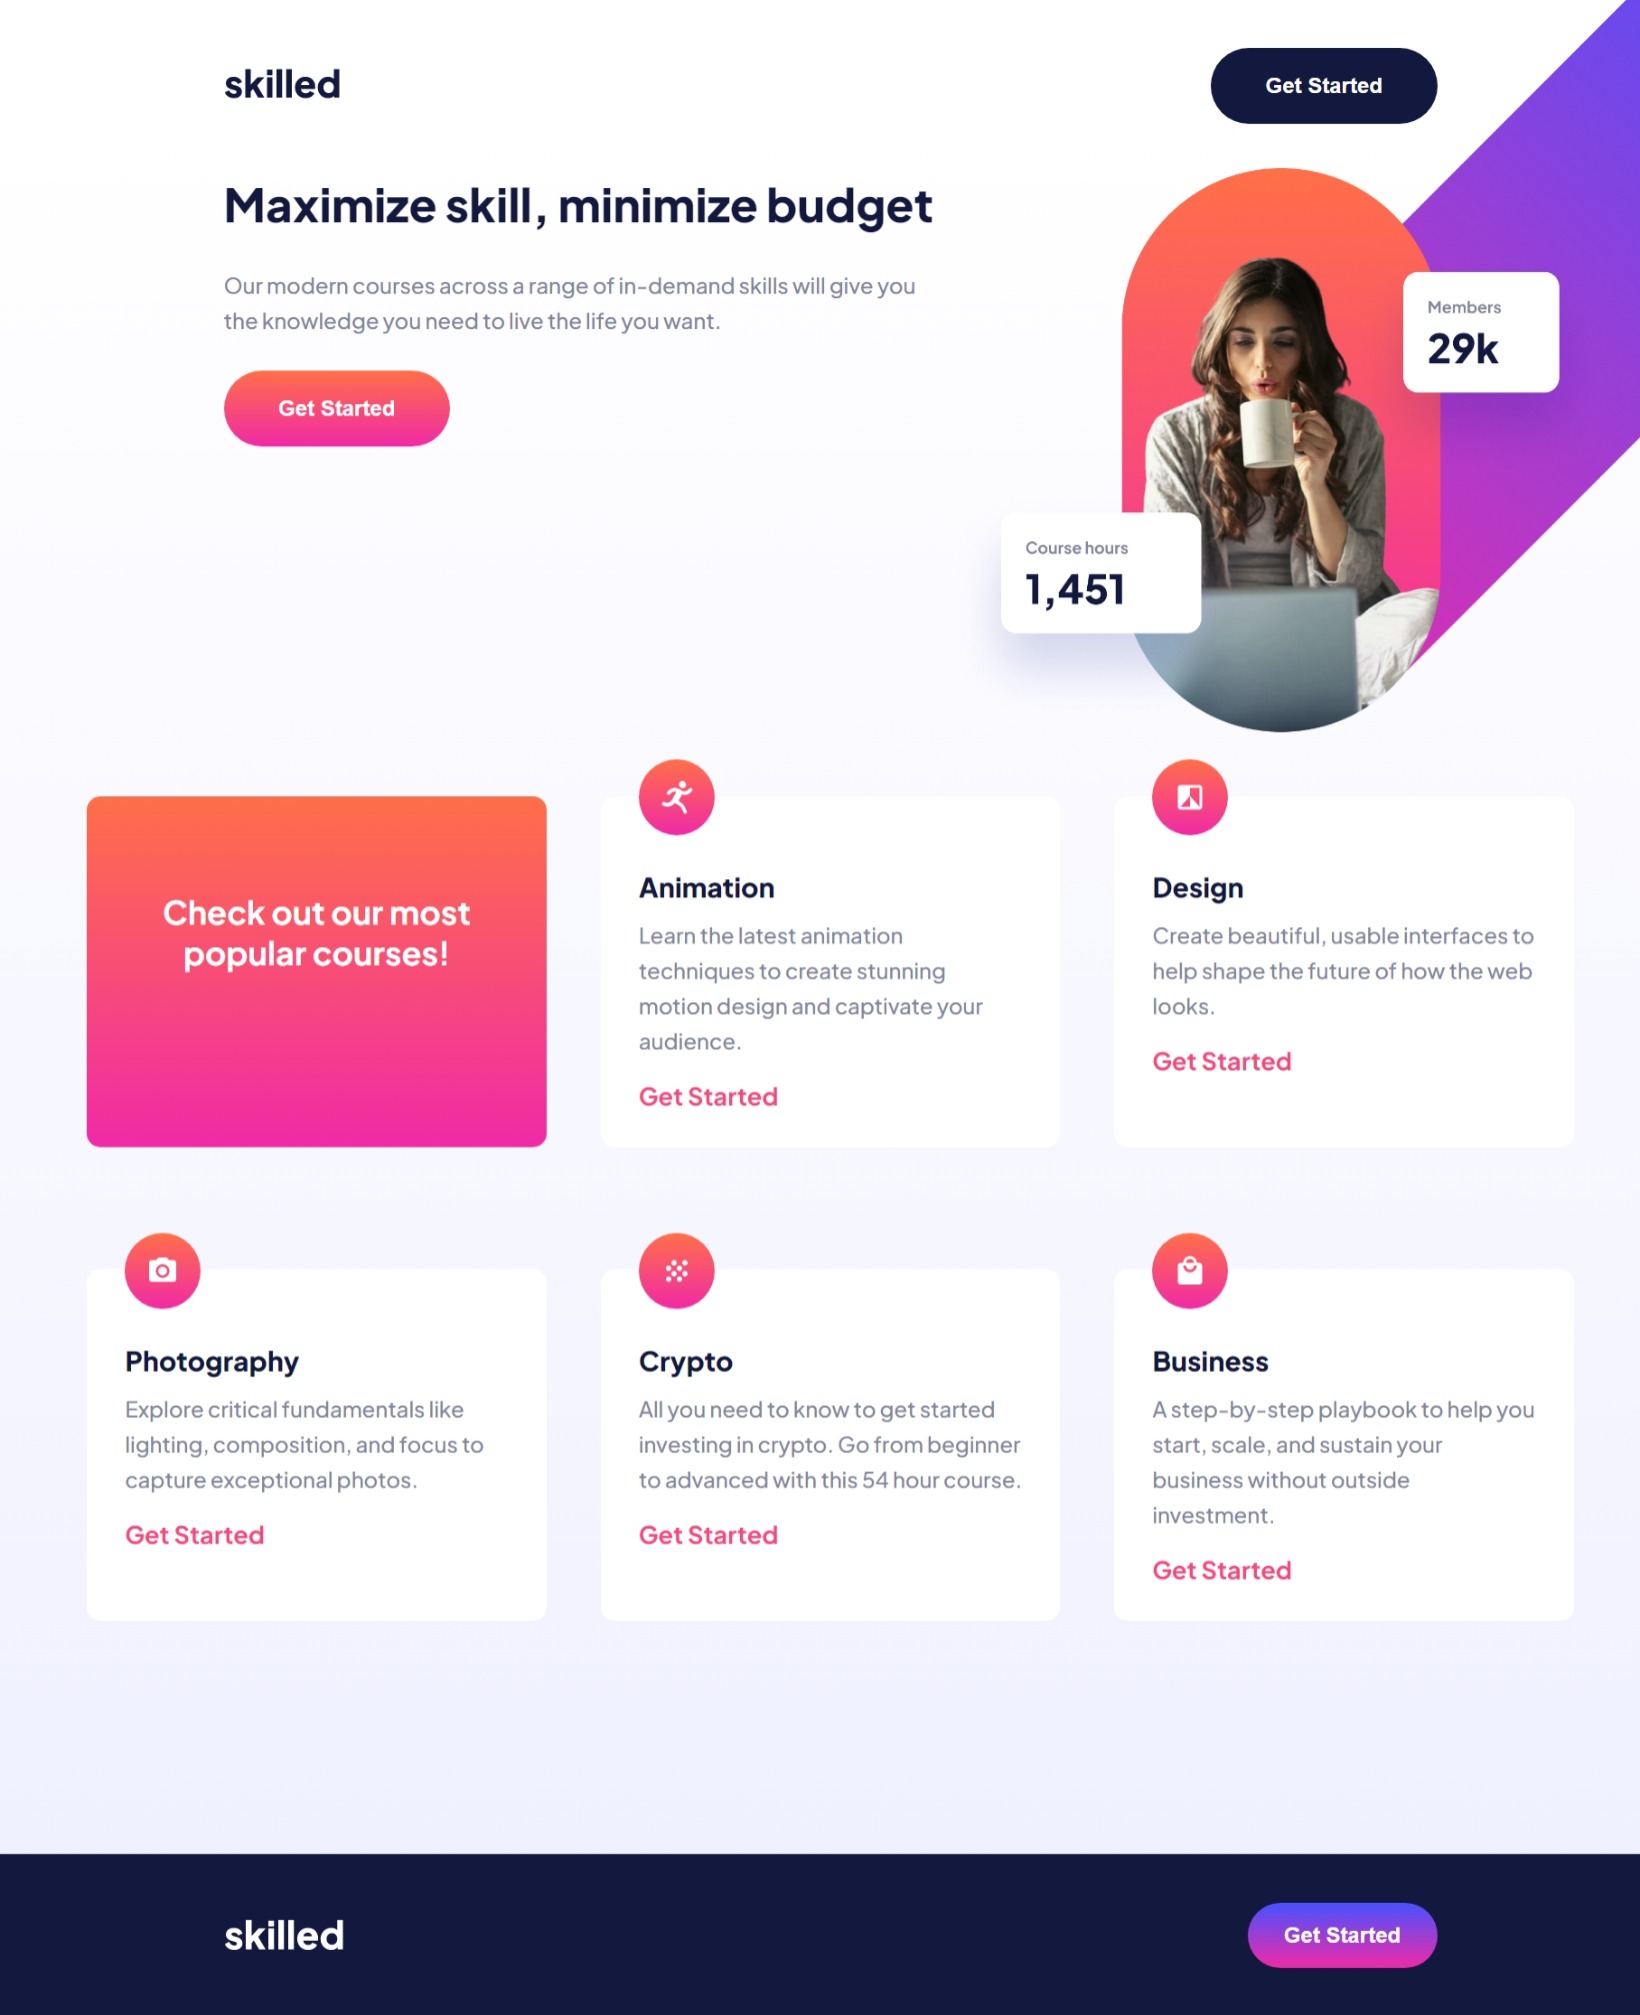 skilled
Get Started
Maximize skill, minimize budget
Our modern courses across a range of in-demand skills will give you
the knowledge you need to live the life you want.
Get Started
Members
29k
Course hours
1,451
Check out our most
popular courses!
Animation
Learn the latest animation
techniques to create stunning
motion design and captivate your
audience.
Get Started
Design
Create beautiful, usable interfaces to
help shape the future of how the web
looks.
Get Started
Photography
Explore critical fundamentals like
lighting, composition, and focus to
capture exceptional photos.
Get Started
Crypto
All you need to know to get started
investing in crypto. Go from beginner
to advanced with this 54 hour course.
Get Started
Business
A step-by-step playbook to help you
start, scale, and sustain your
business without outside
investment.
Get Started
skilled
Get Started